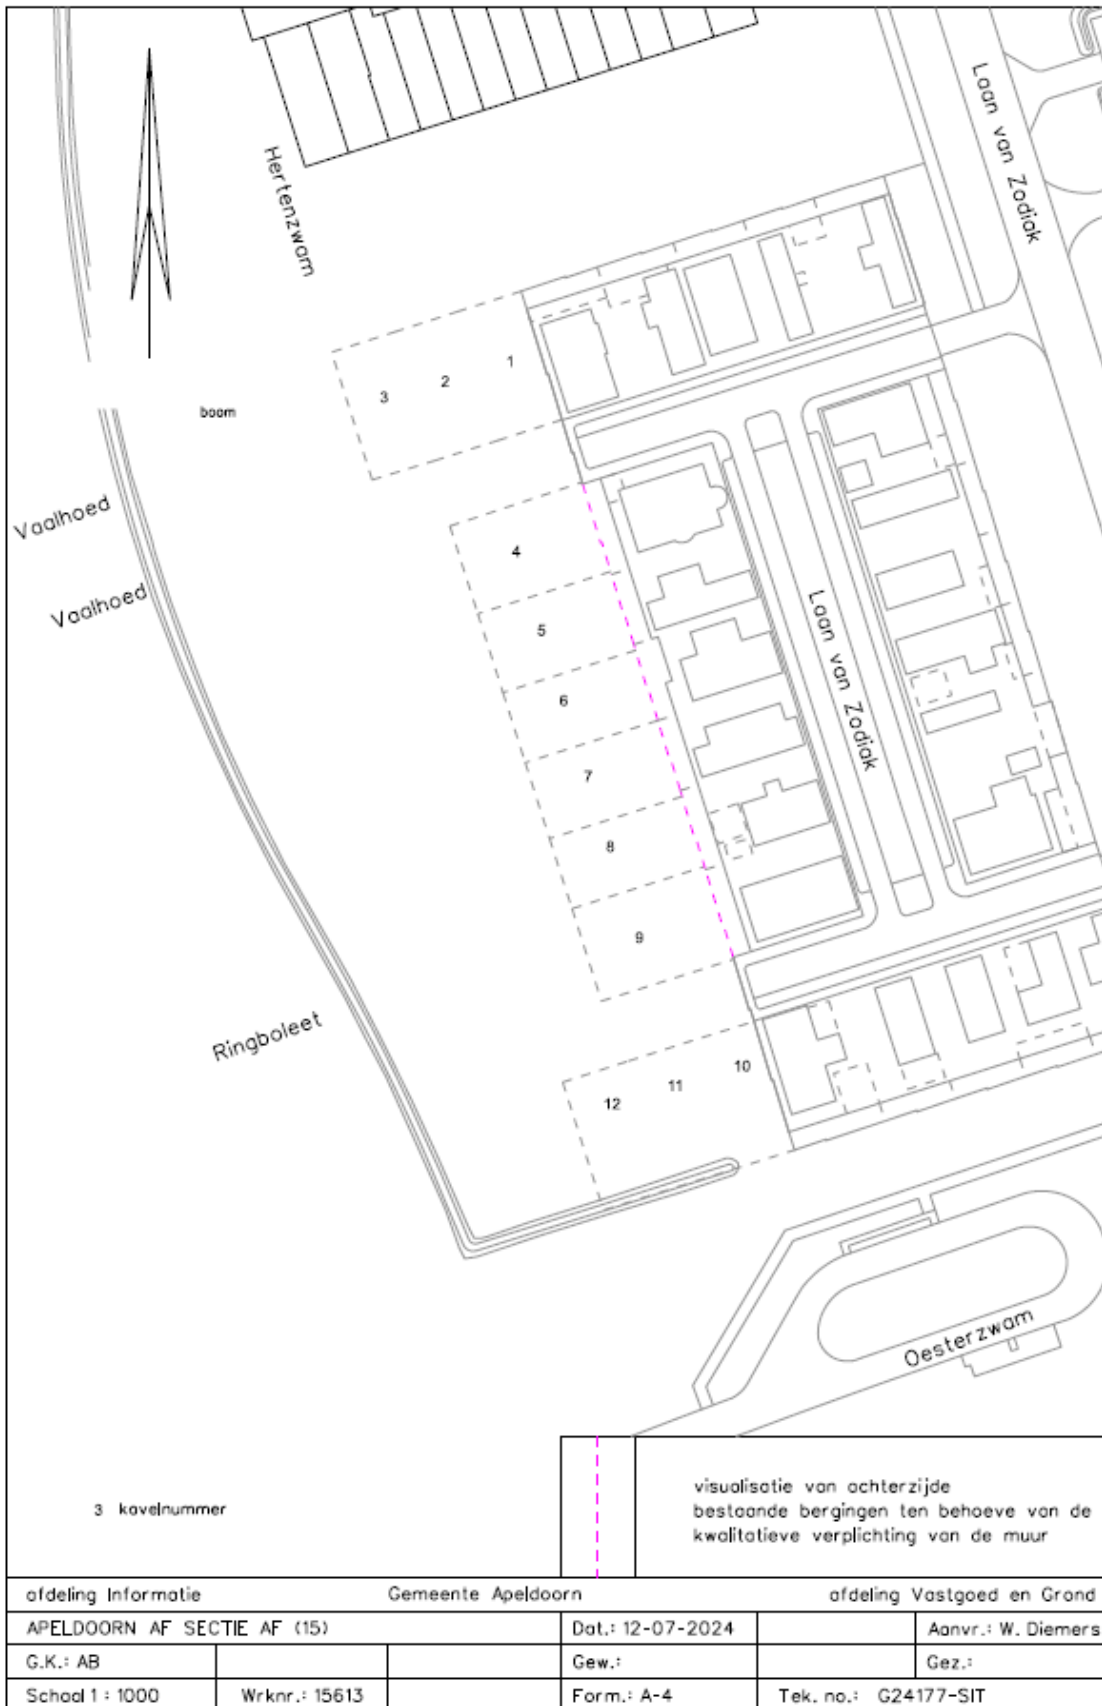 Laan van Zodiak
Hertenzwam
1
2
3
boom
Vaalhoed
4
Vaalhoed
5
Laan van Zodiak
6
7
8
9
Ringboleet
10
11
12
Oesterzwam
3 kavelnummer
visualisatie van achterzijde
bestaande bergingen ten behoeve van de
kwalitatieve verplichting van de muur
afdeling Informatie Gemeente Apeldoorn afdeling Vastgoed en Grond
APELDOORN AF SECTIE AF (15) Dat.: 12-07-2024 Aanvr.: W. Diemers
G.K.: AB Gew.: Gez.:
Schaal 1 : 1000 Wrknr.: 15613 Form.: A-4 Tek. no.: G24177-SIT